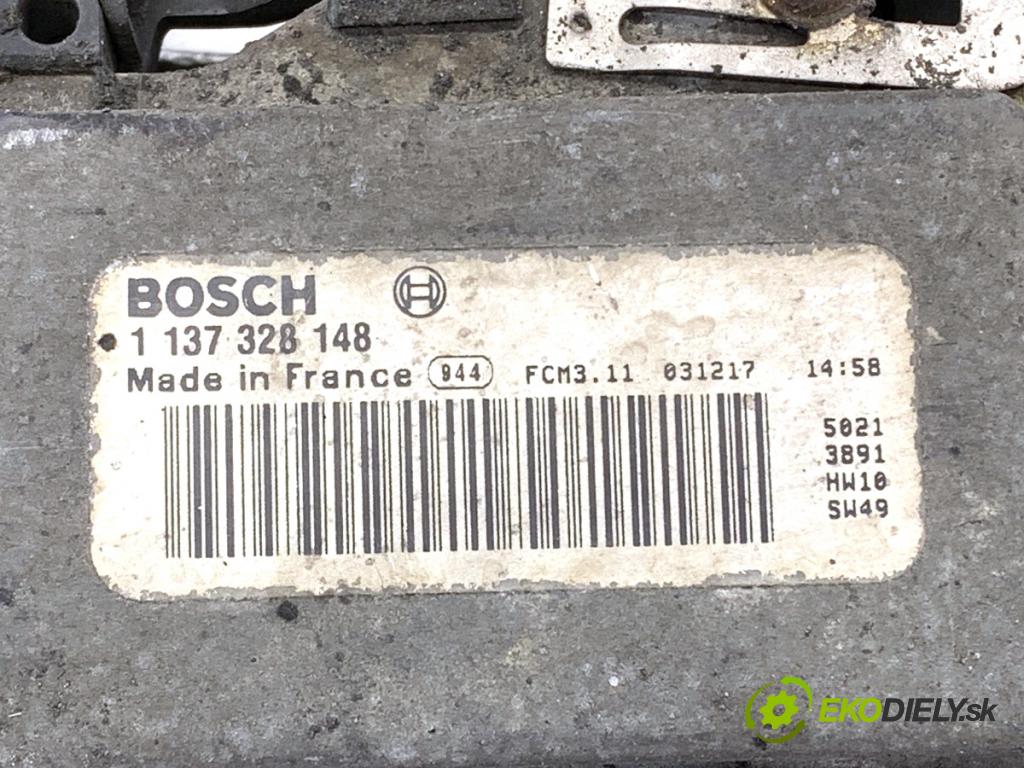 BOSCH
1 137 328 148
Made in France 944 FCM3.11 031217 14:58
5021
3891
HW10
SW49
EKODIELY.sk